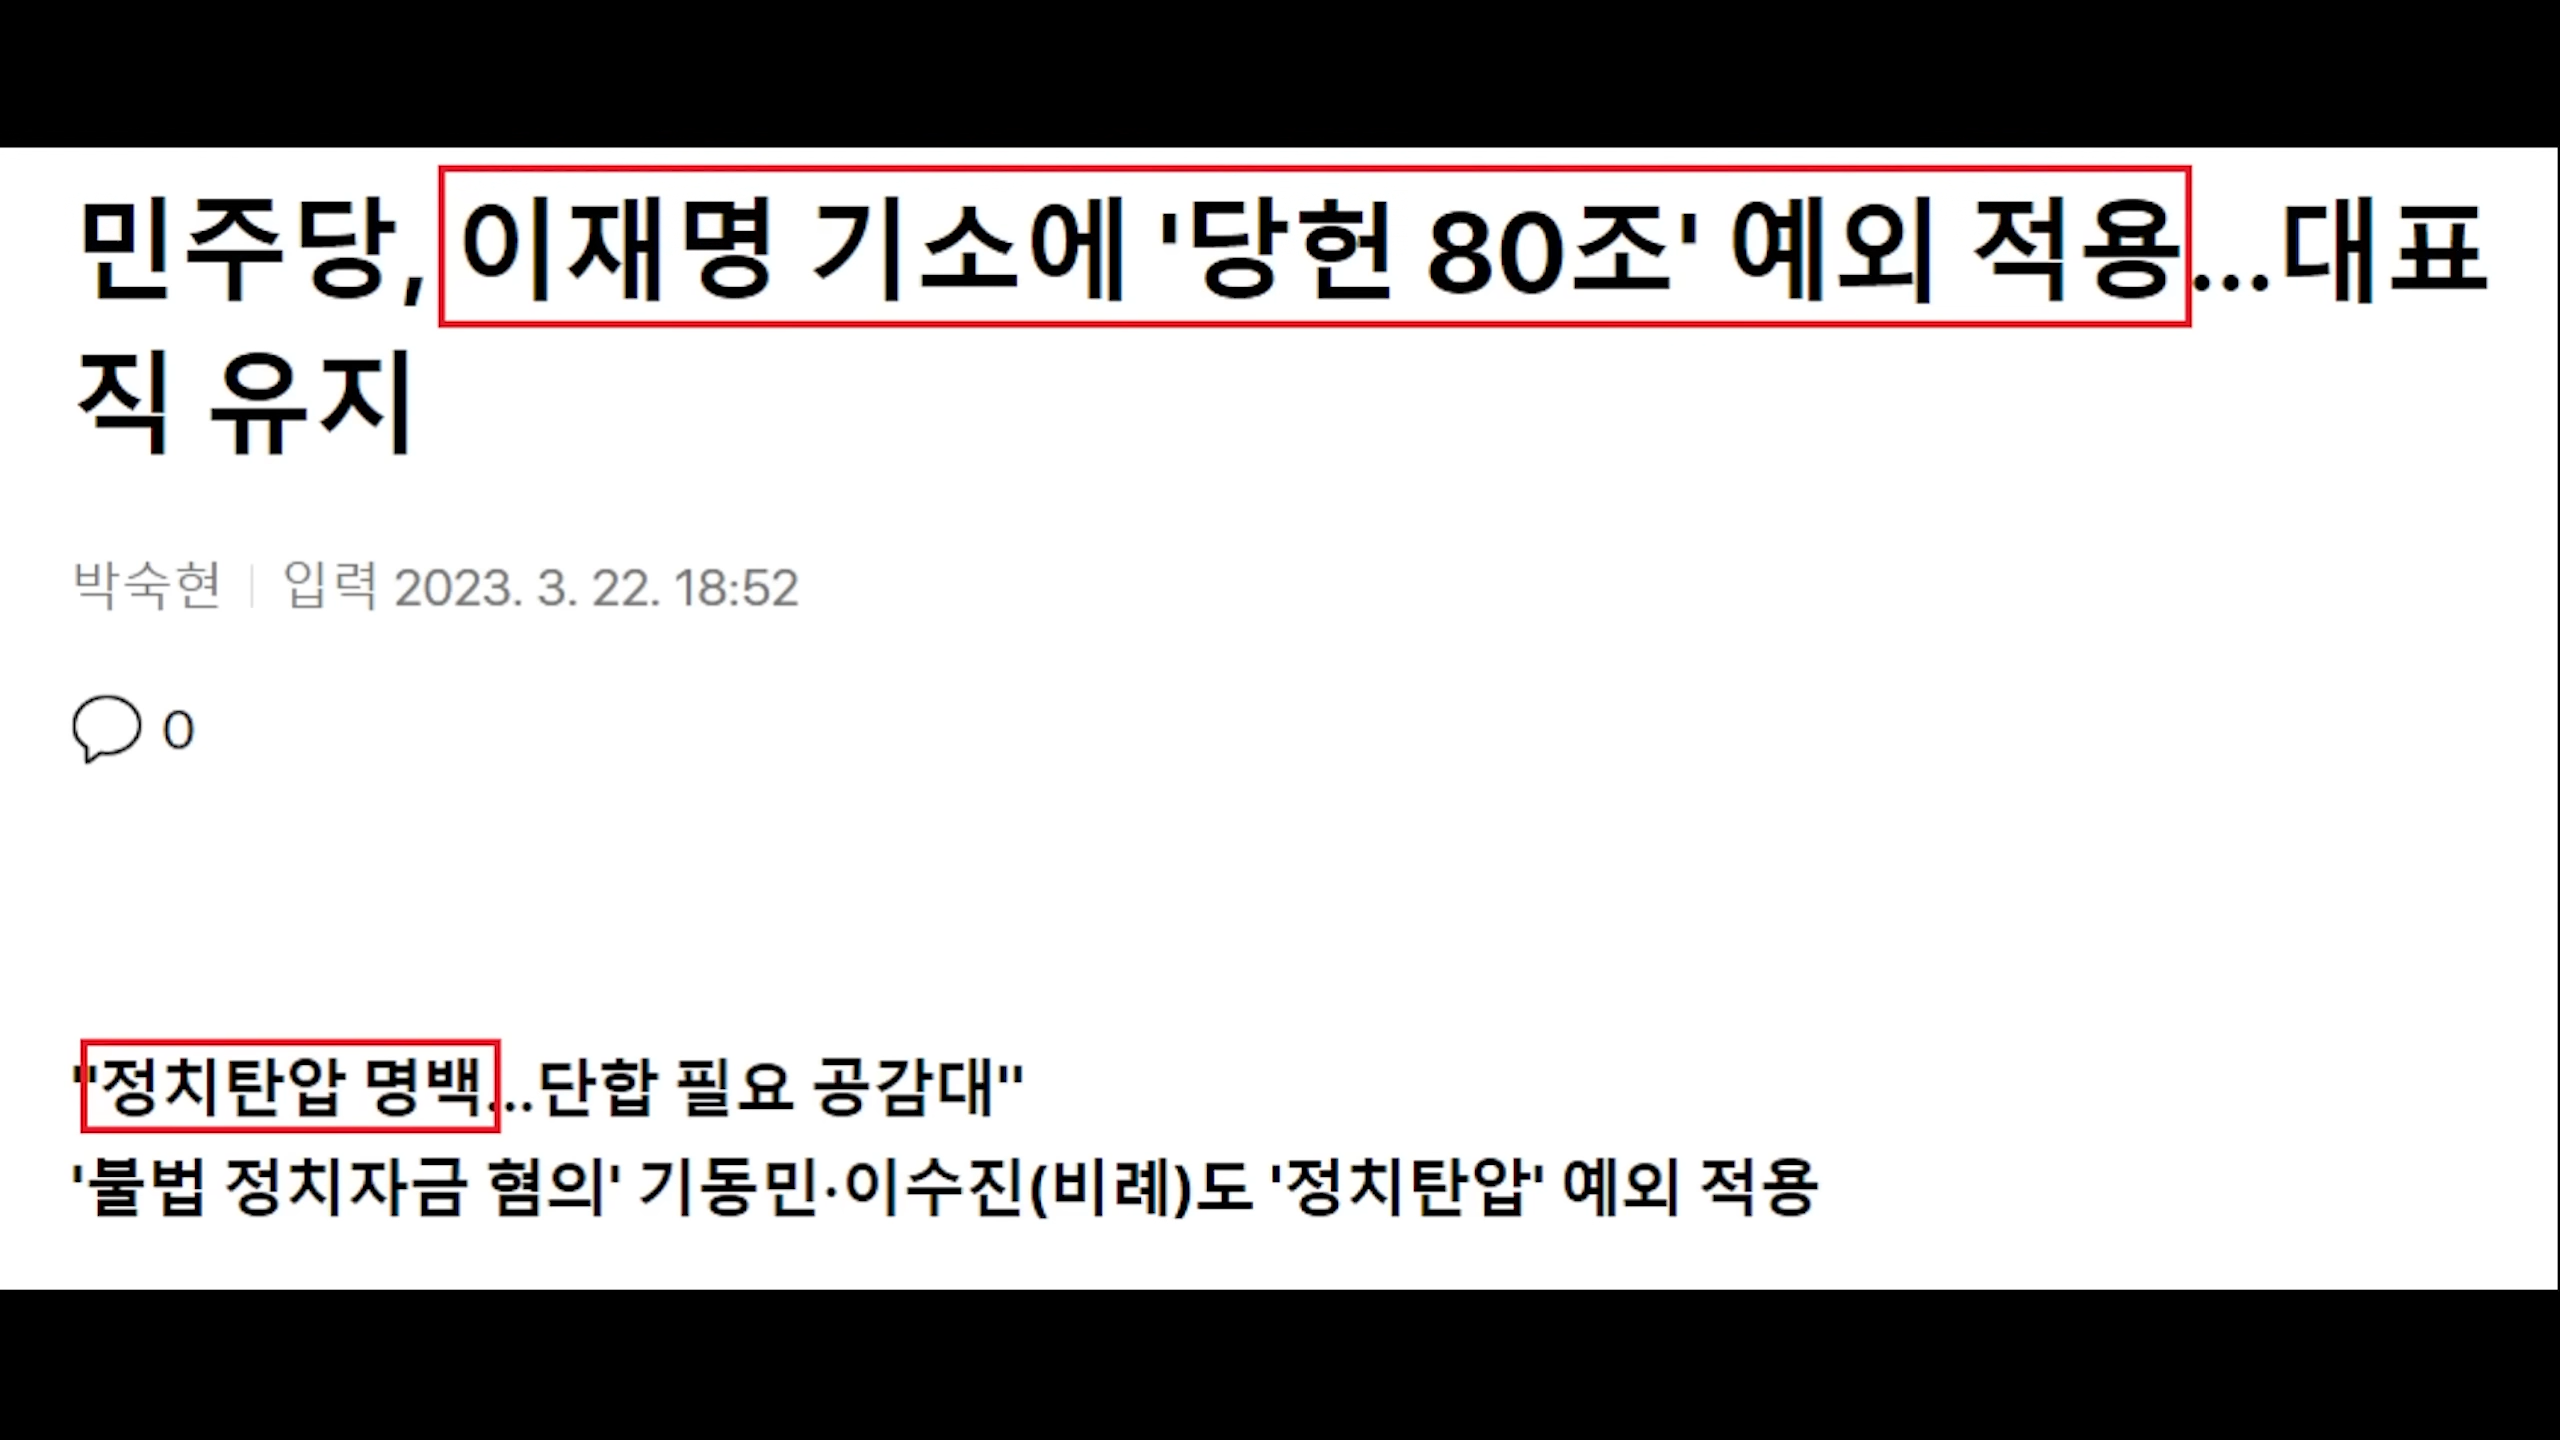 민주당, 이재명 기소에 '당헌 80조' 예외 적용...대표
직 유지
박숙현 입력 2023. 3. 22. 18:52
0
"정치탄압 명백...단합 필요 공감대"
'불법 정치자금 혐의' 기동민·이수진(비례)도 '정치탄압' 예외 적용